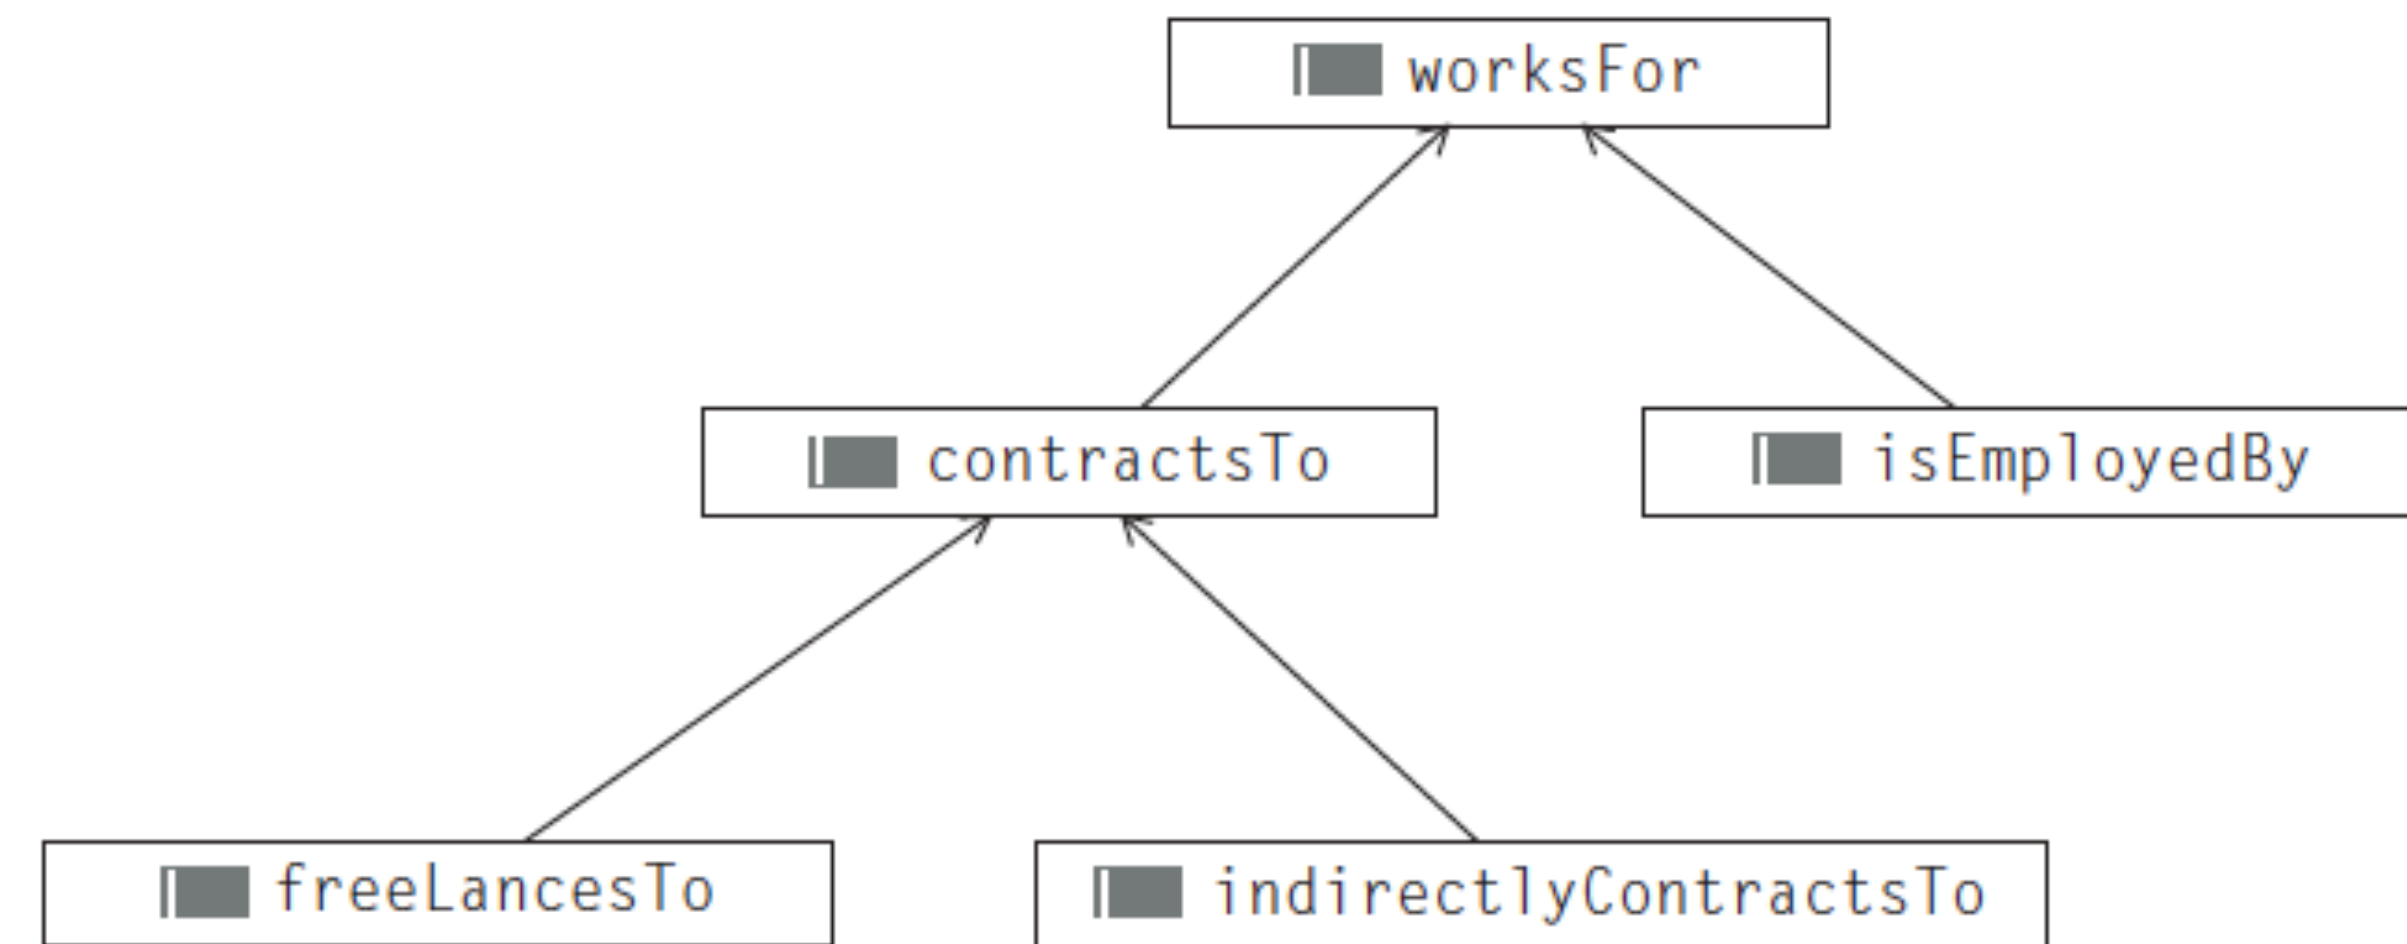 worksFor
contractsTo
isEmployedBy
freeLancesTo
indirectlyContractsTo